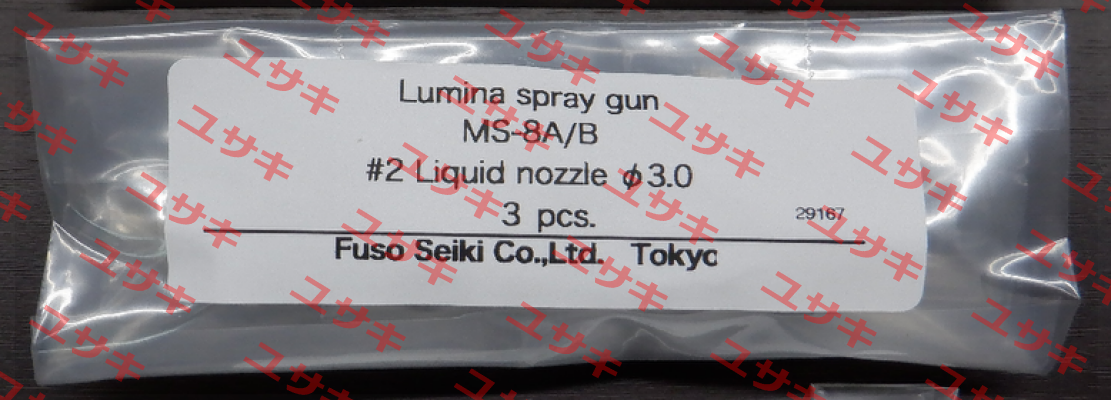 Lumina spray gun
MS-8A/B
#2 Liquid nozzle φ3.0
3 pcs.
29167
Fuso Seiki Co.,Ltd. Tokyo
ユサキ